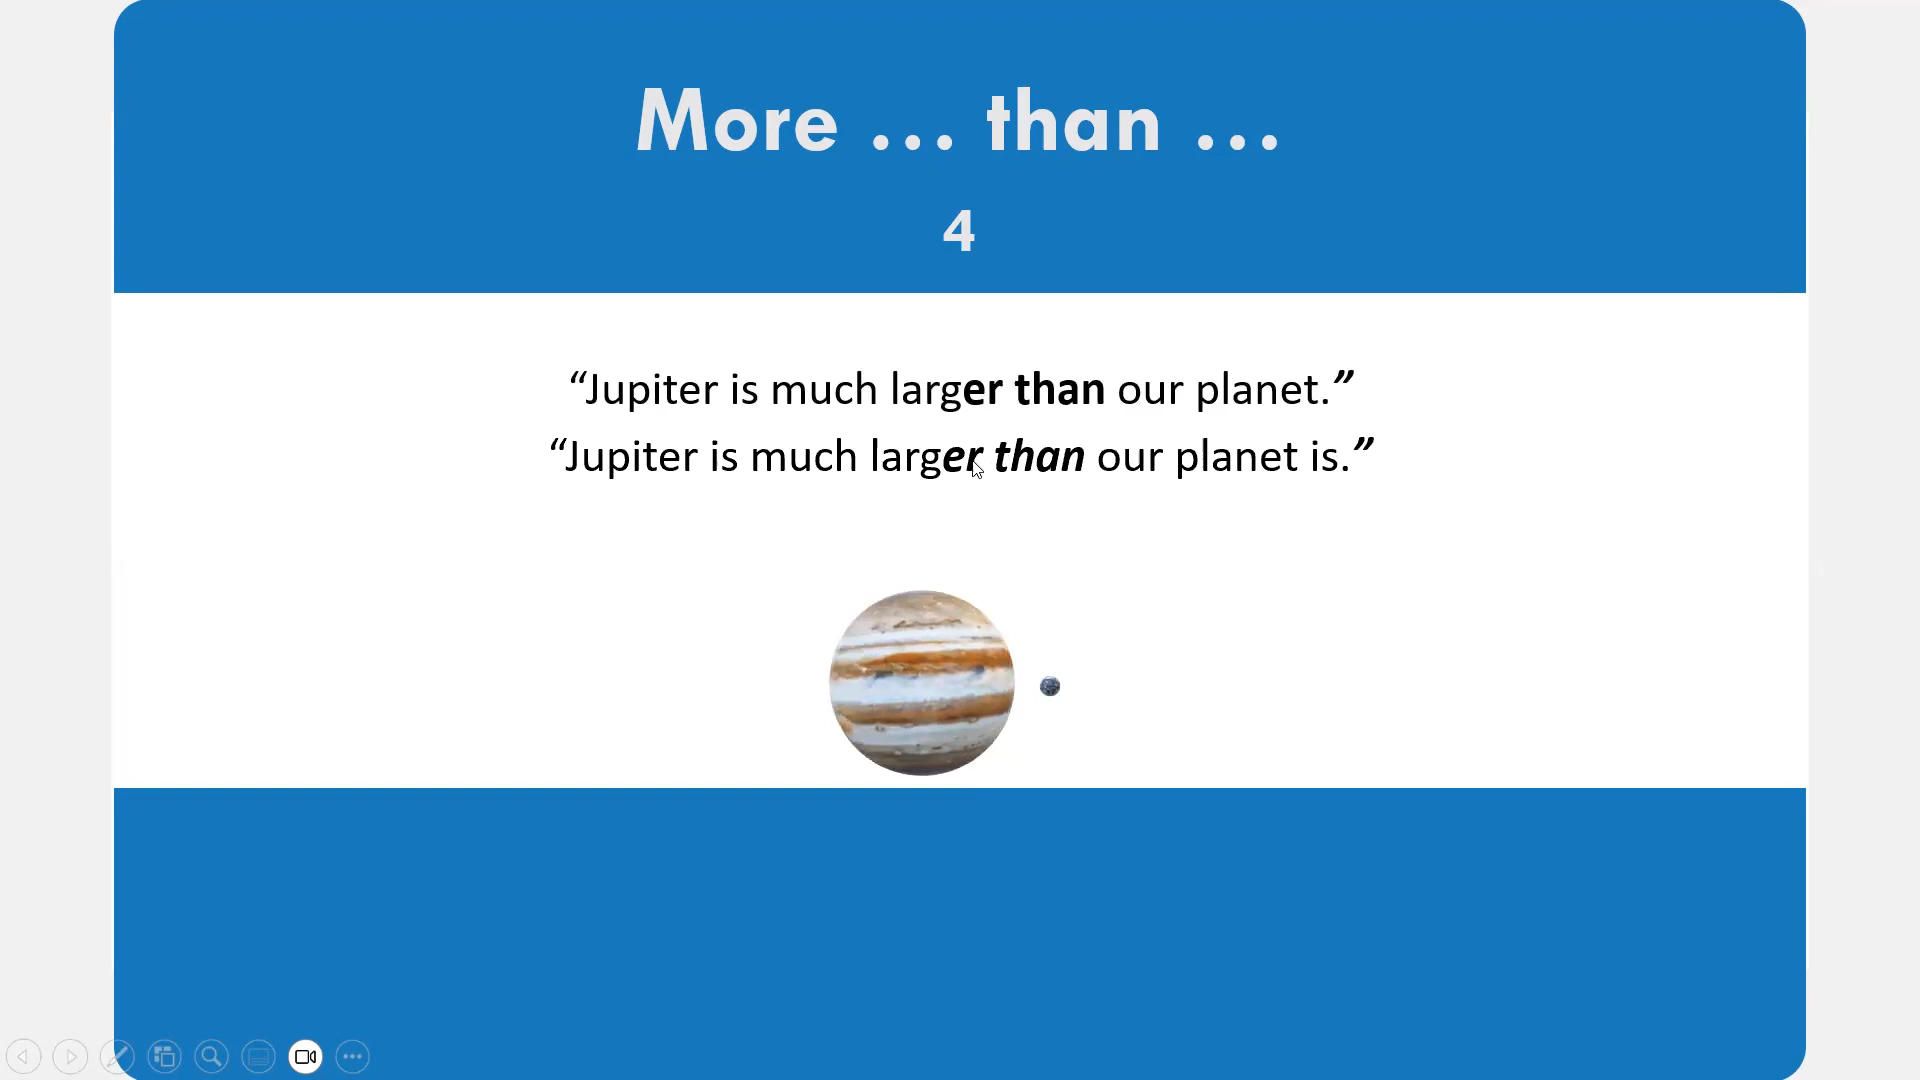 More ... than ...
4
“Jupiter is much larger than our planet.”
“Jupiter is much larger than our planet is.”